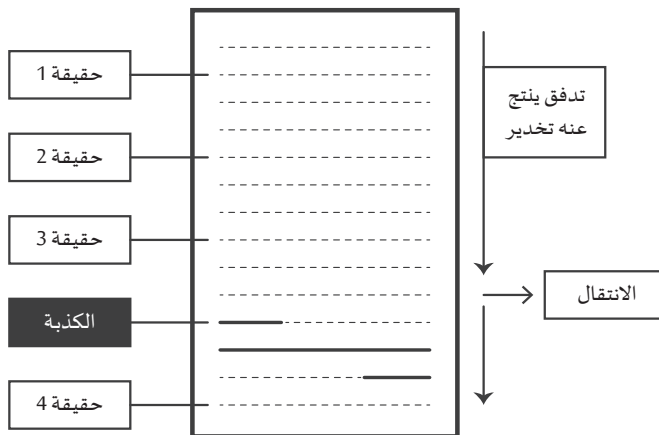 حقيقة 1
تدفق ينتج
عنه تخدير
حقيقة 2
حقيقة 3
الانتقال
الكذبة
حقيقة 4